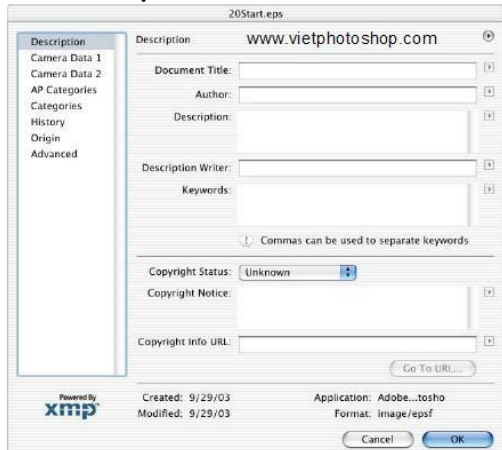 20Start.eps
Description
Camera Data 1
Camera Data 2
AP Categories
Categories
History
Origin
Advanced
Description www.vietphotoshop.com
Document Title:
Author:
Description:
Description Writer:
Keywords:
Commas can be used to separate keywords
Copyright Status: Unknown
Copyright Notice:
Copyright Info URL:
Go To URL...
Powered By
xmp
Created: 9/29/03
Modified: 9/29/03
Application: Adobe...tosho
Format: image/epsf
Cancel OK